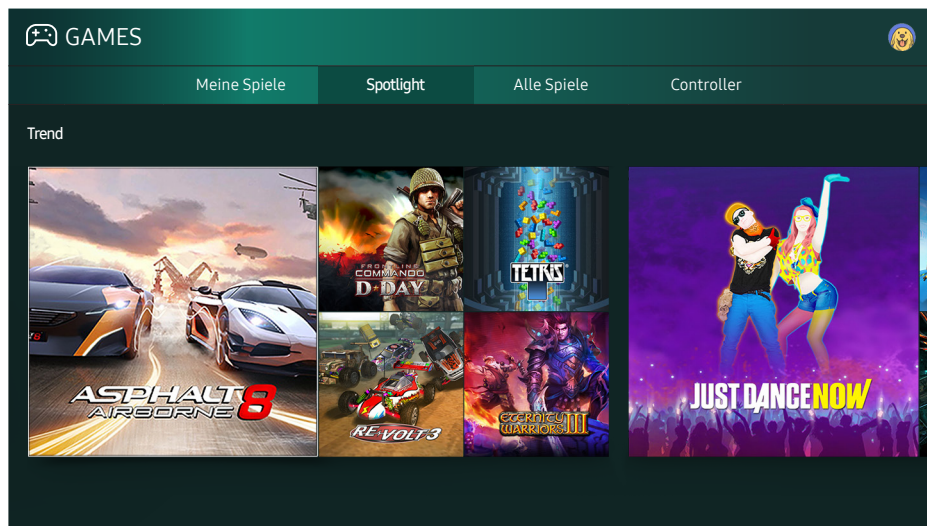 GAMES
Meine Spiele
Spotlight
Alle Spiele
Controller
Trend
ASPHALT 8
AIRBORNE
FRONTLINE
COMMANDO
D-DAY
TETRIS
RE-VOLT 3
ETERNITY
WARRIORS III
JUST DANCE NOW